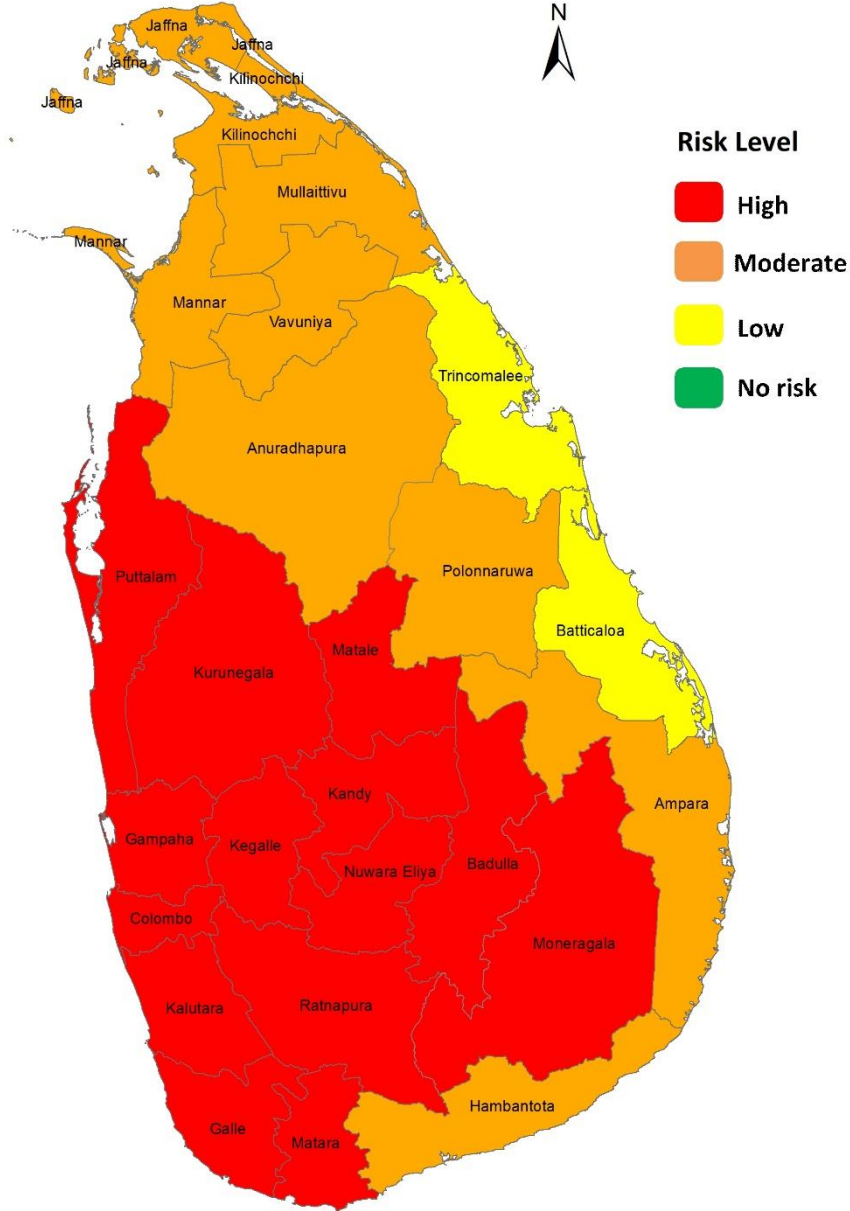 N
Jaffna
Jaffna
Jaffna
Kilinochchi
Jaffna
Kilinochchi
Risk Level
Mullaittivu
High
Mannar
Moderate
Mannar
Vavuniya
Low
Trincomalee
No risk
Anuradhapura
Polonnaruwa
Puttalam
Batticaloa
Matale
Kurunegala
Kandy
Ampara
Gampaha
Kegalle
Nuwara Eliya
Badulla
Colombo
Moneragala
Kalutara
Ratnapura
Hambantota
Galle
Matara